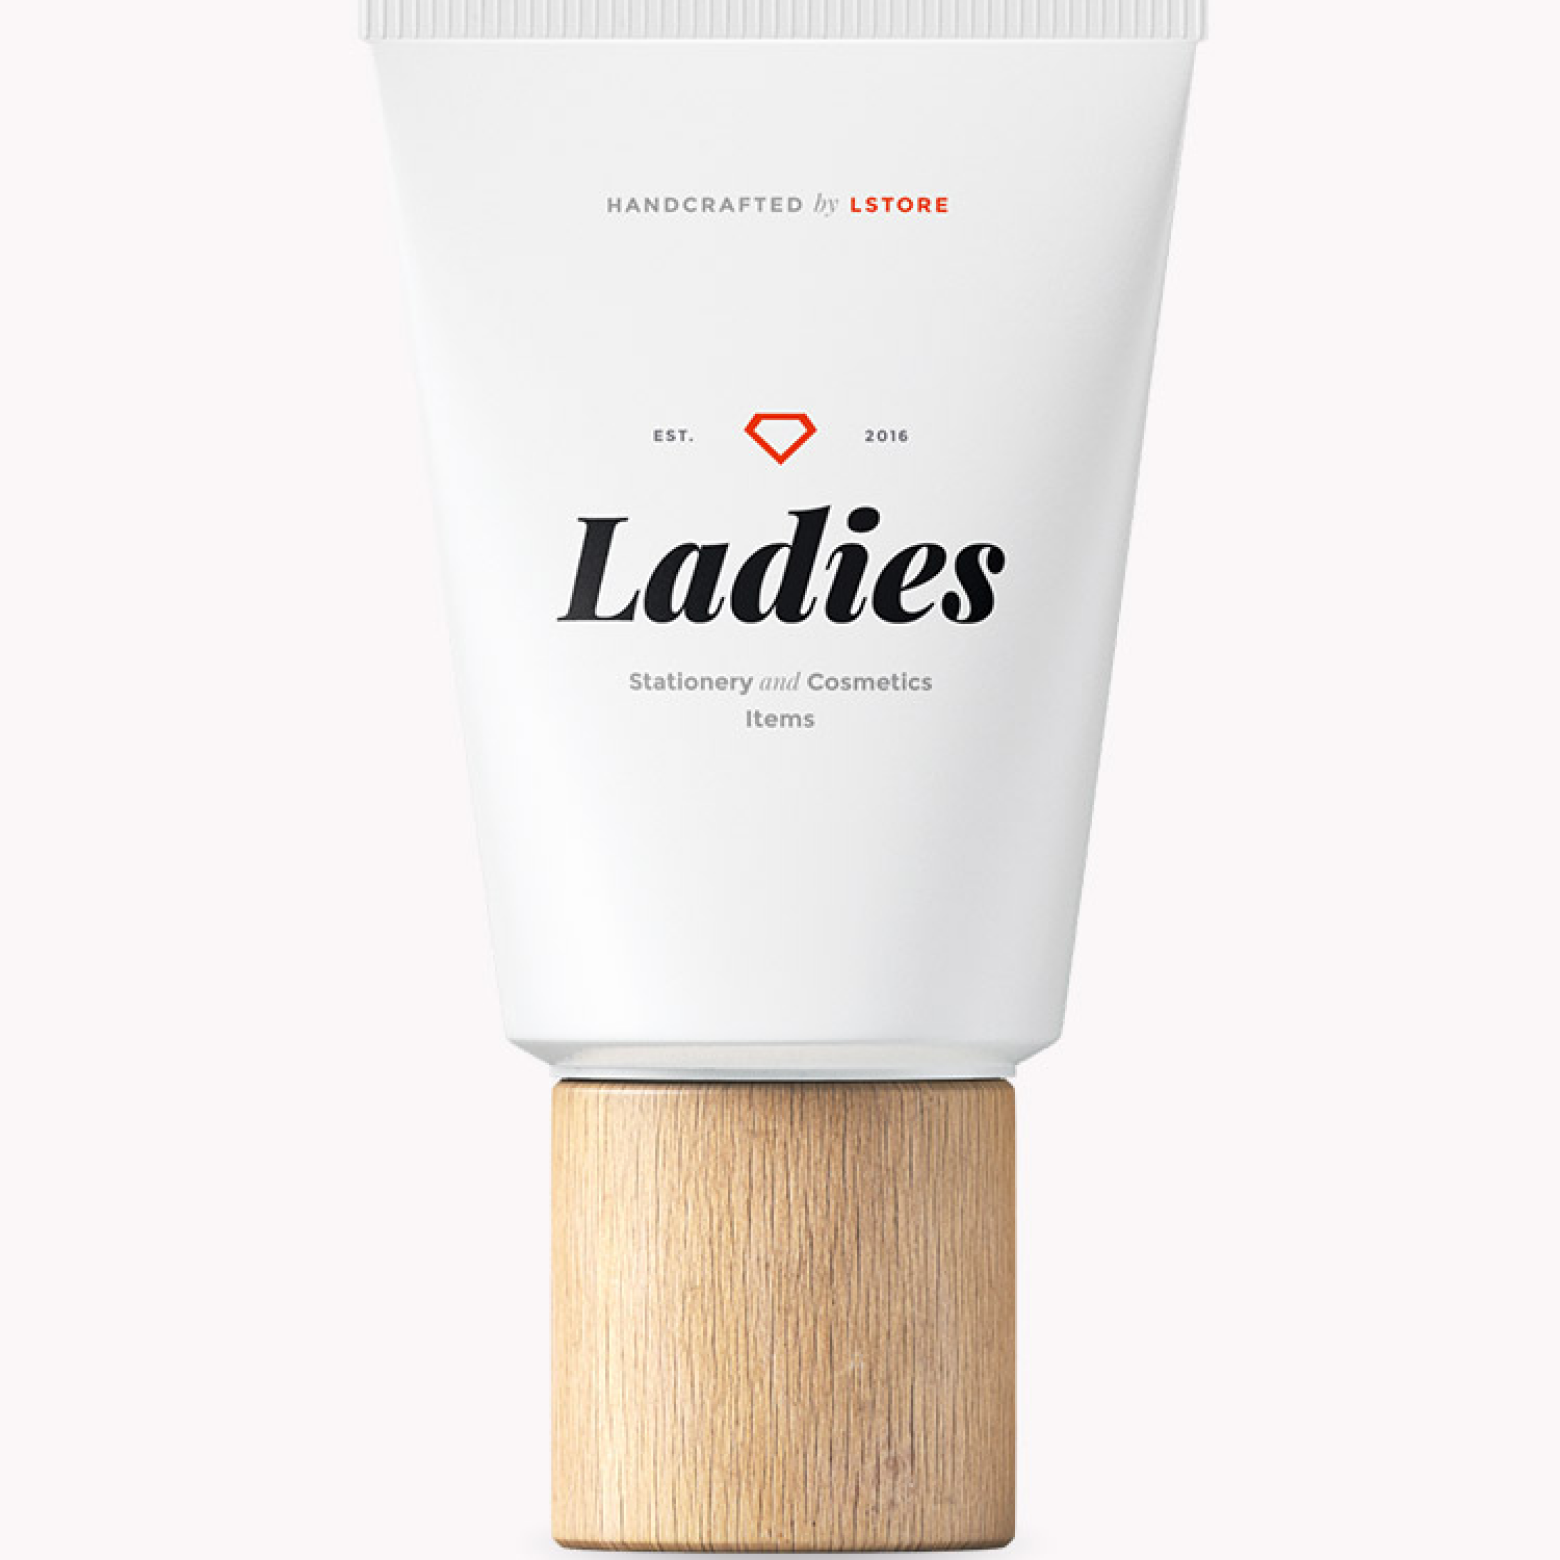 HANDCRAFTED by LSTORE
EST. 2016
Ladies
Stationery and Cosmetics
Items